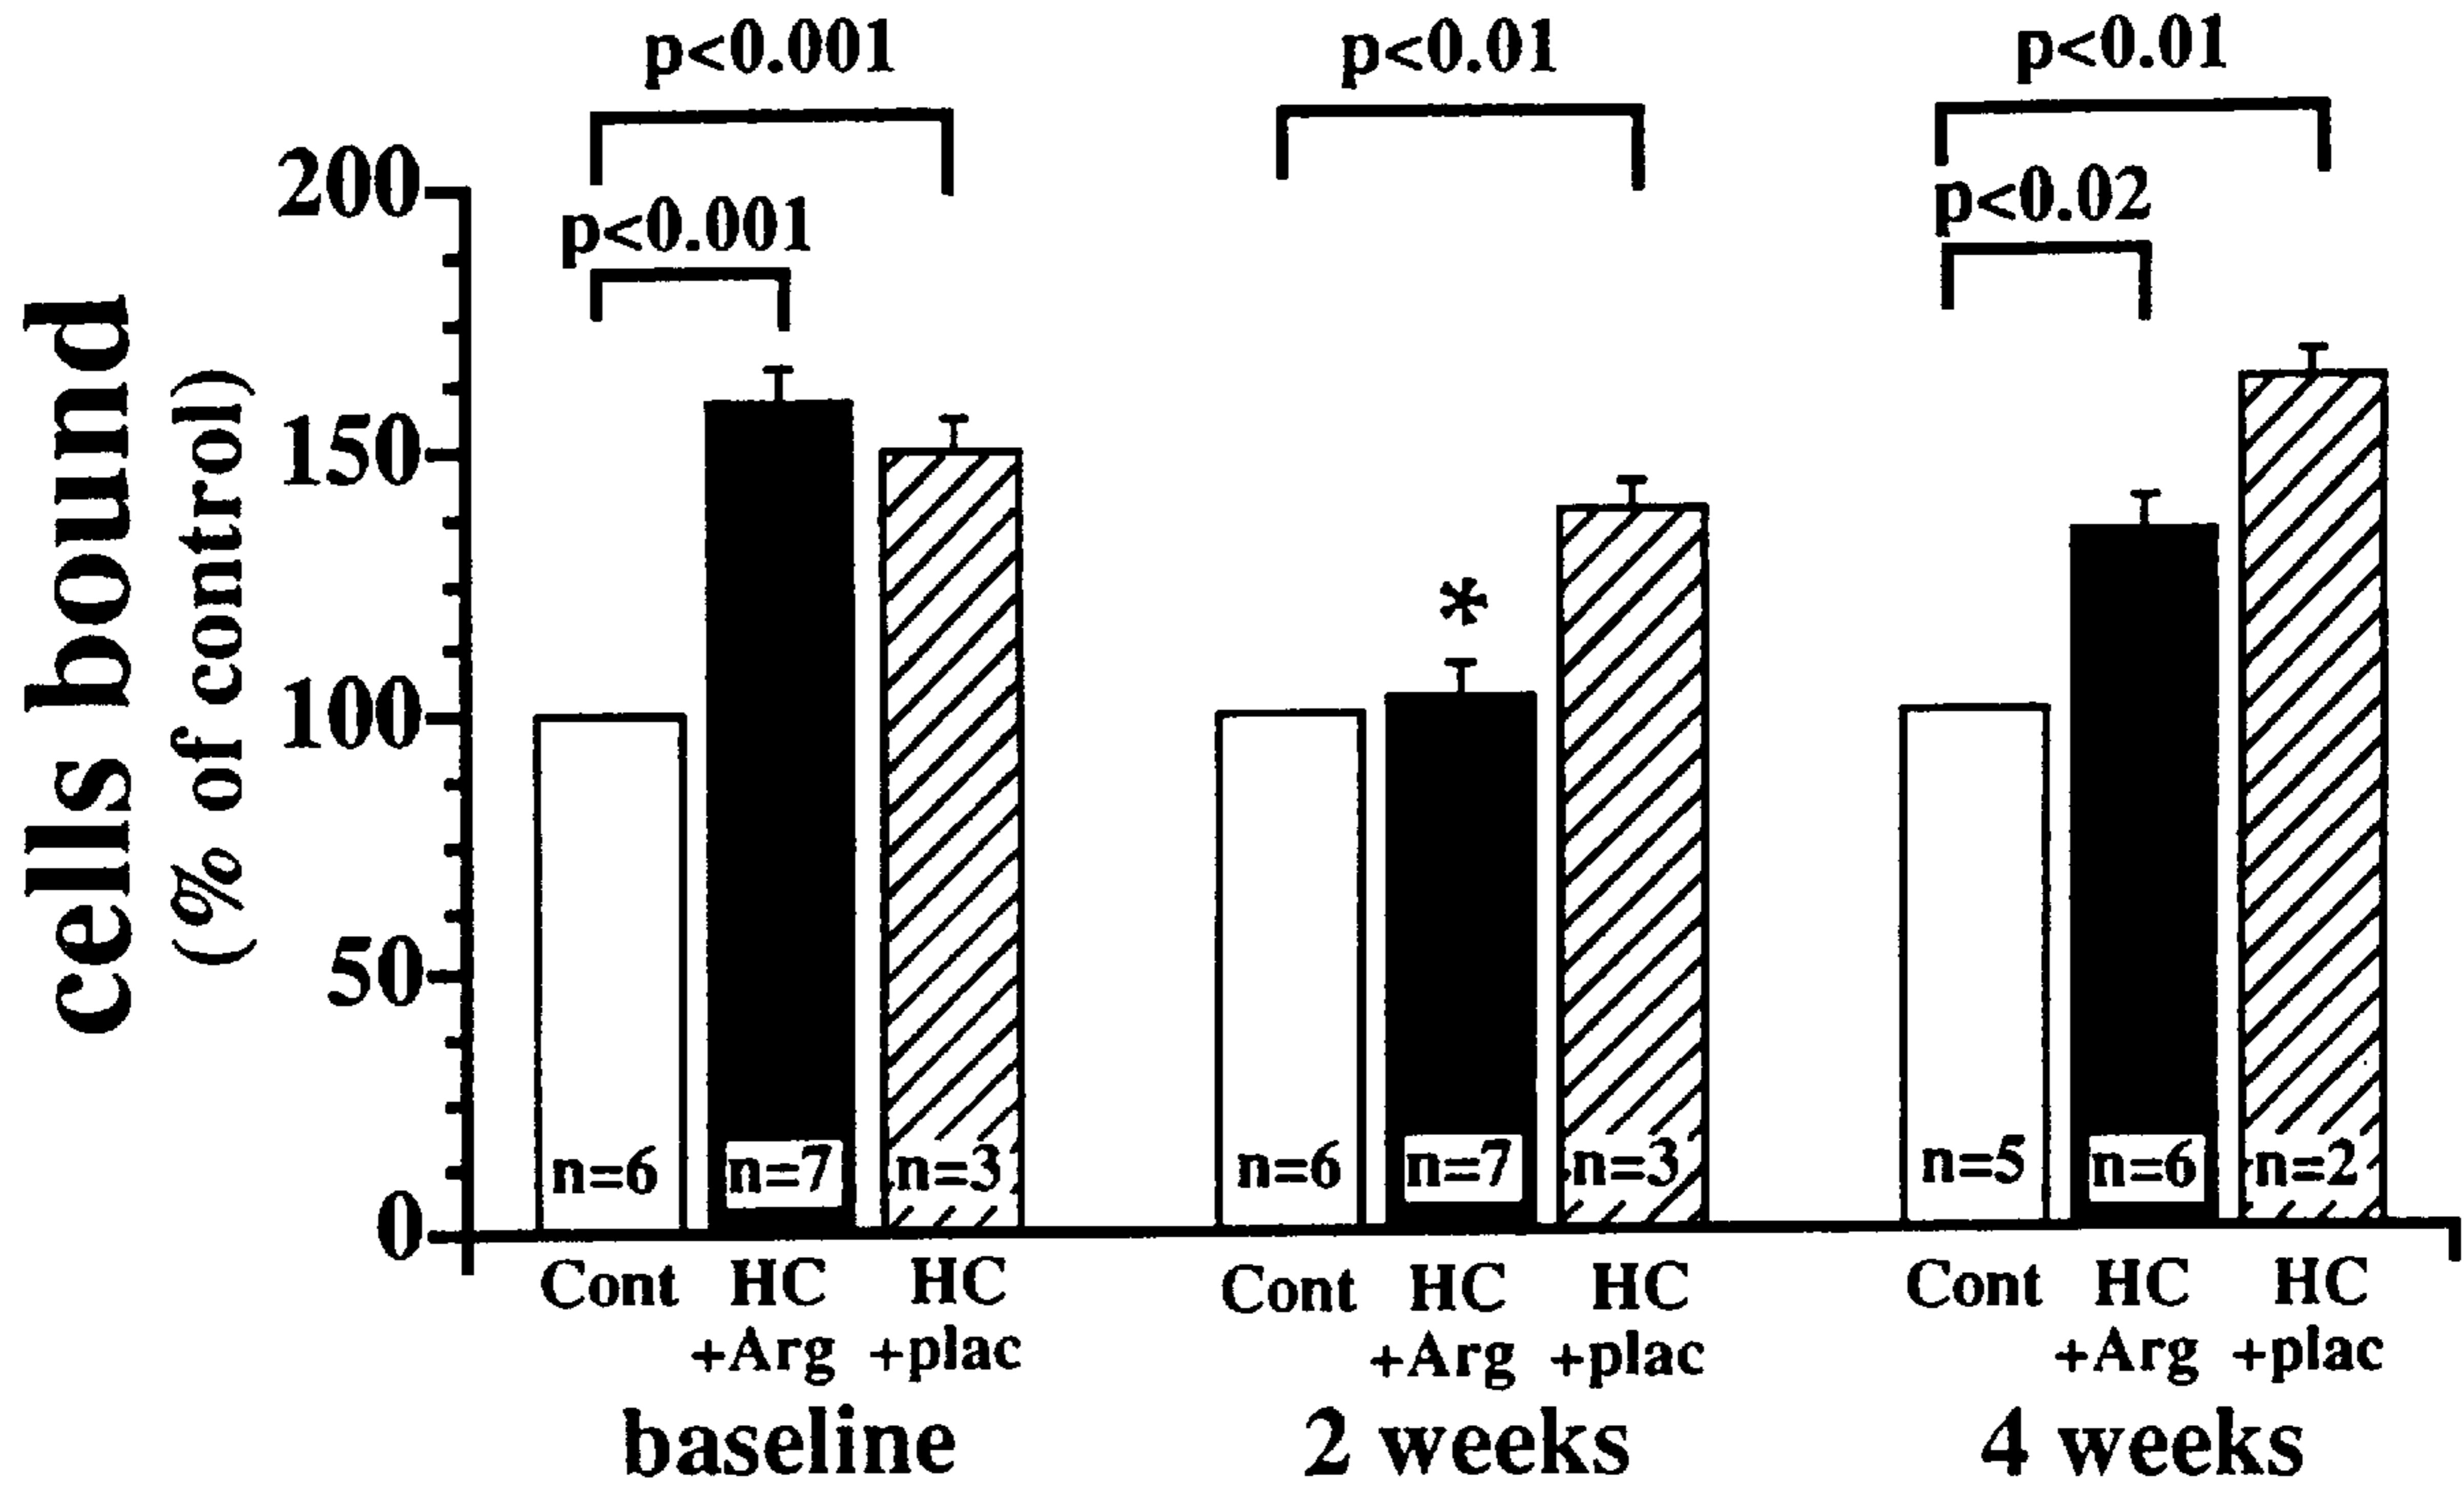 p<0.001
p<0.01
p<0.01
p<0.001
p<0.02
cells bound
(% of control)
200
150
100
50
0
*
n=6
n=7
n=3
n=6
n=7
n=3
n=5
n=6
n=2
Cont
HC
+Arg
HC
+plac
Cont
HC
+Arg
HC
+plac
Cont
HC
+Arg
HC
+plac
baseline
2 weeks
4 weeks